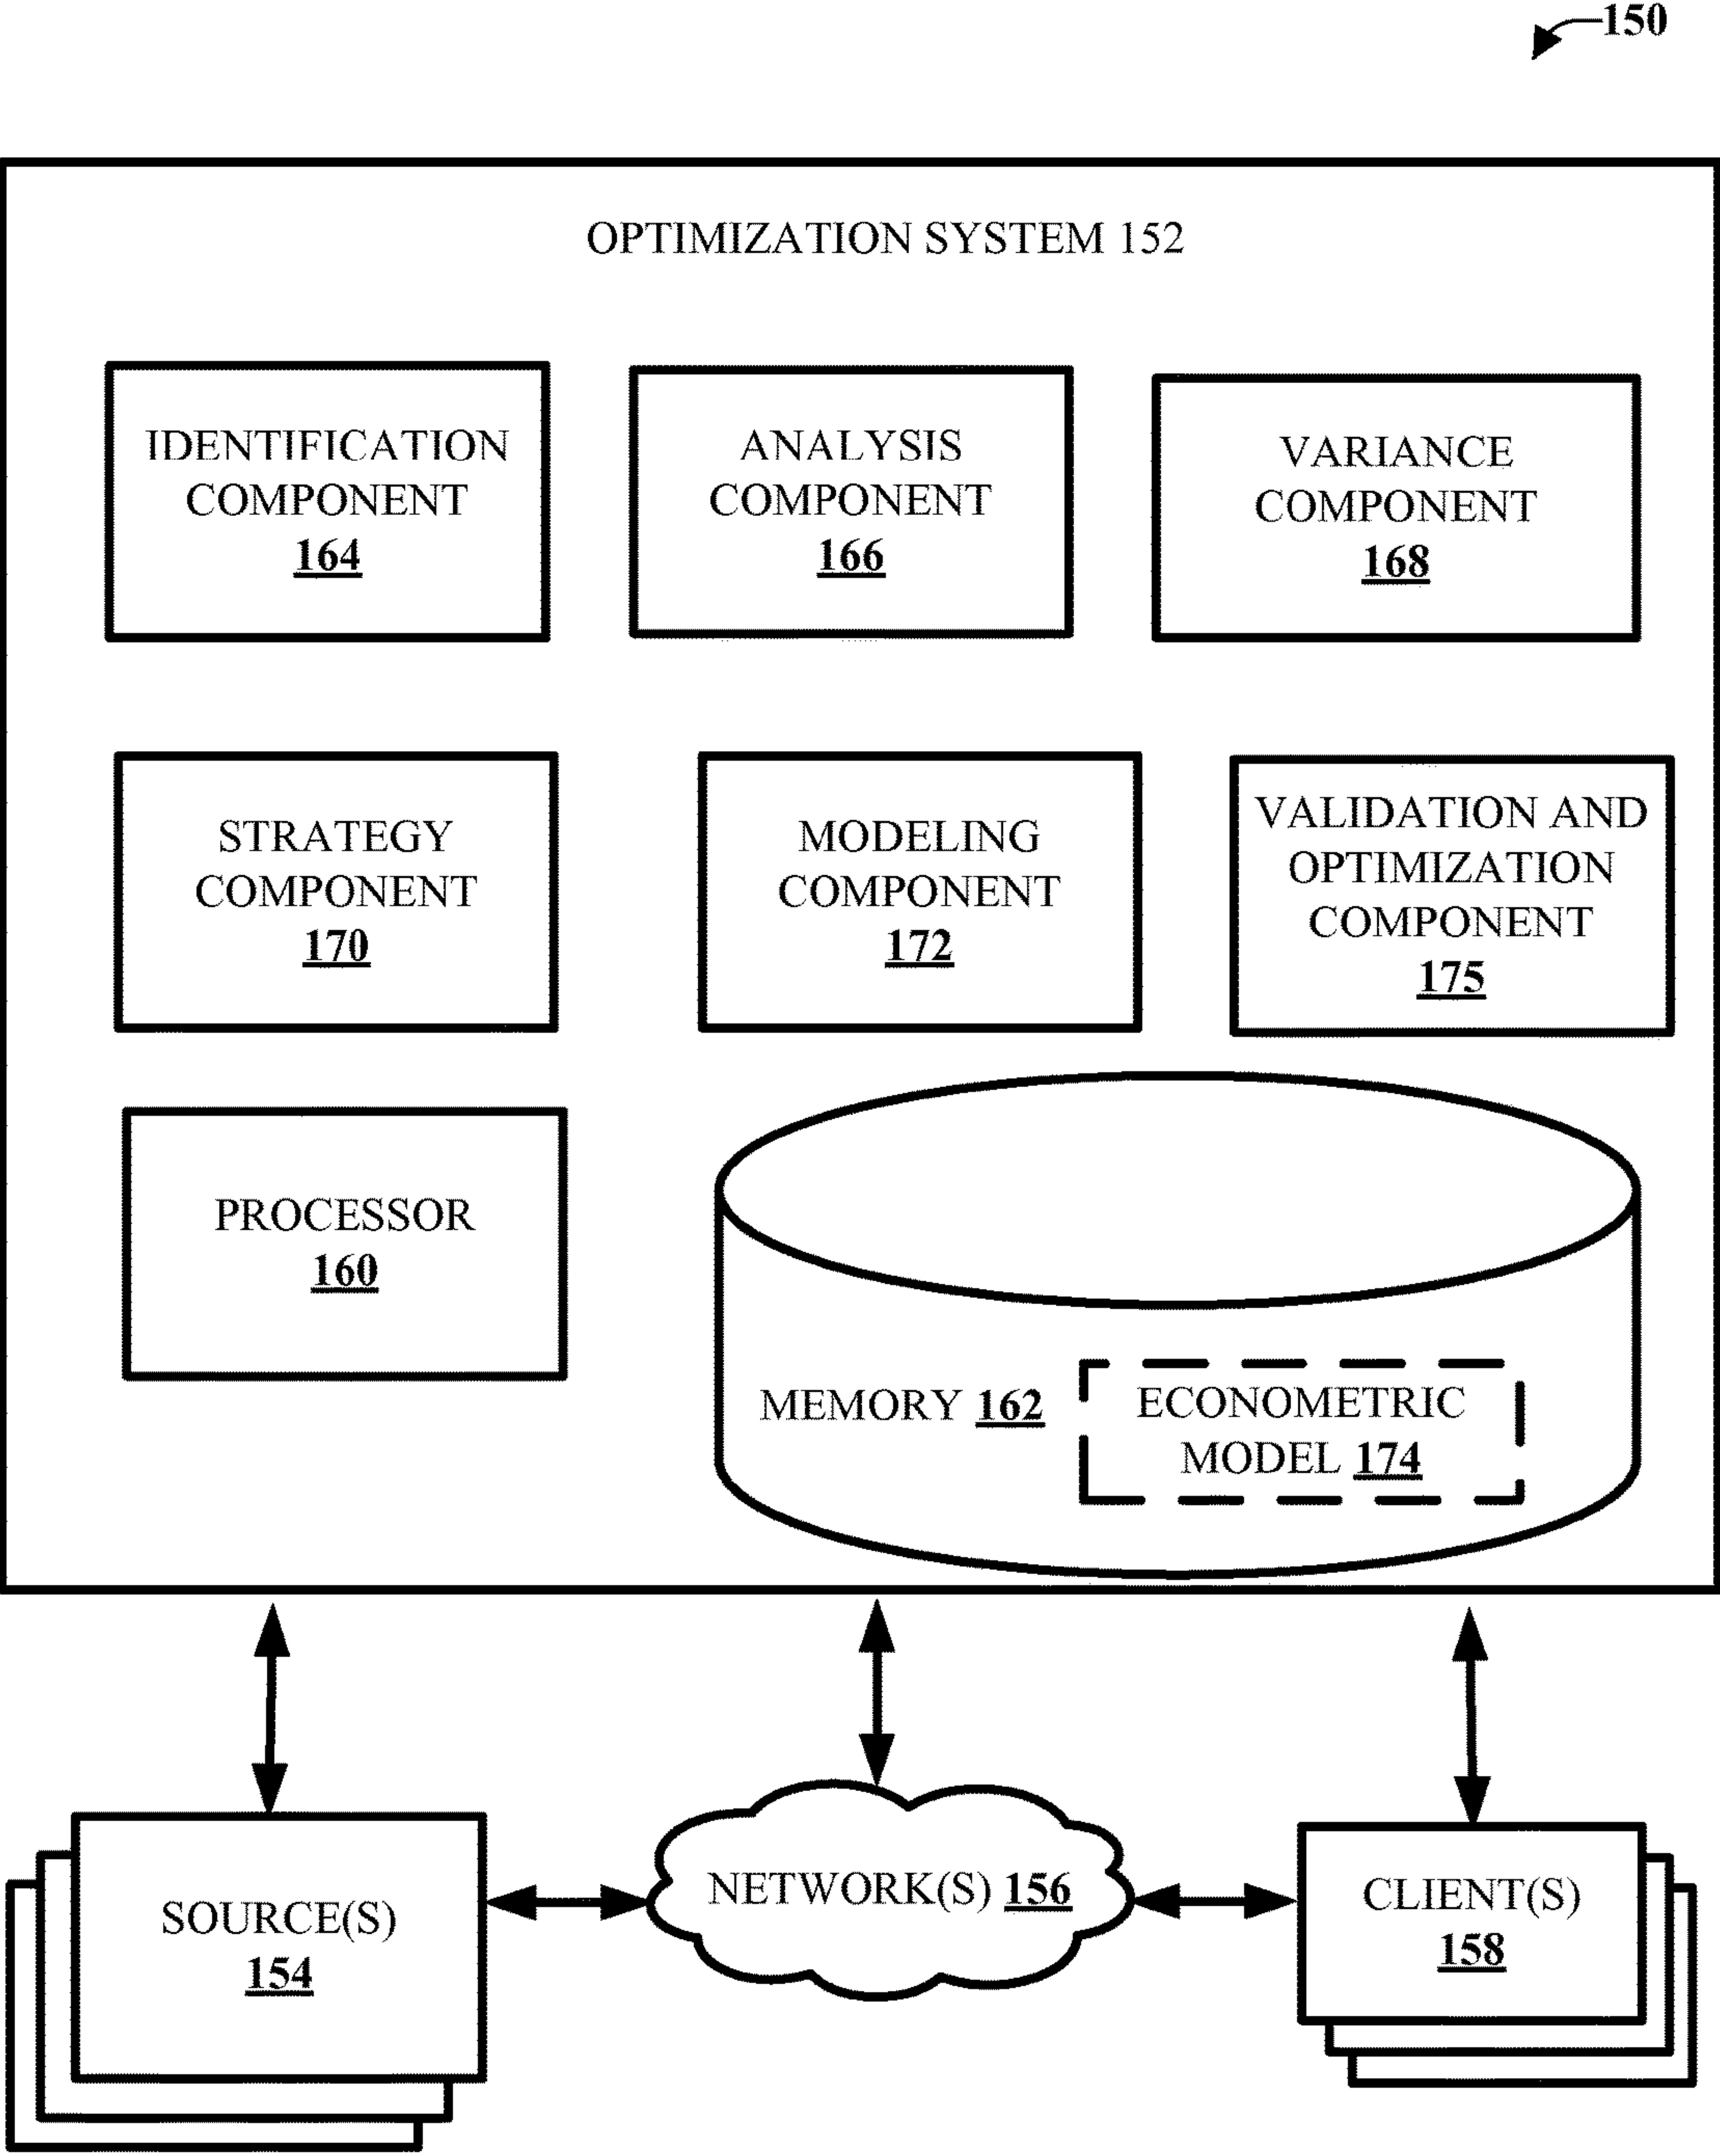 150
OPTIMIZATION SYSTEM 152
IDENTIFICATION
COMPONENT
164
ANALYSIS
COMPONENT
166
VARIANCE
COMPONENT
168
STRATEGY
COMPONENT
170
MODELING
COMPONENT
172
VALIDATION AND
OPTIMIZATION
COMPONENT
175
PROCESSOR
160
MEMORY 162
ECONOMETRIC
MODEL 174
SOURCE(S)
154
NETWORK(S) 156
CLIENT(S)
158